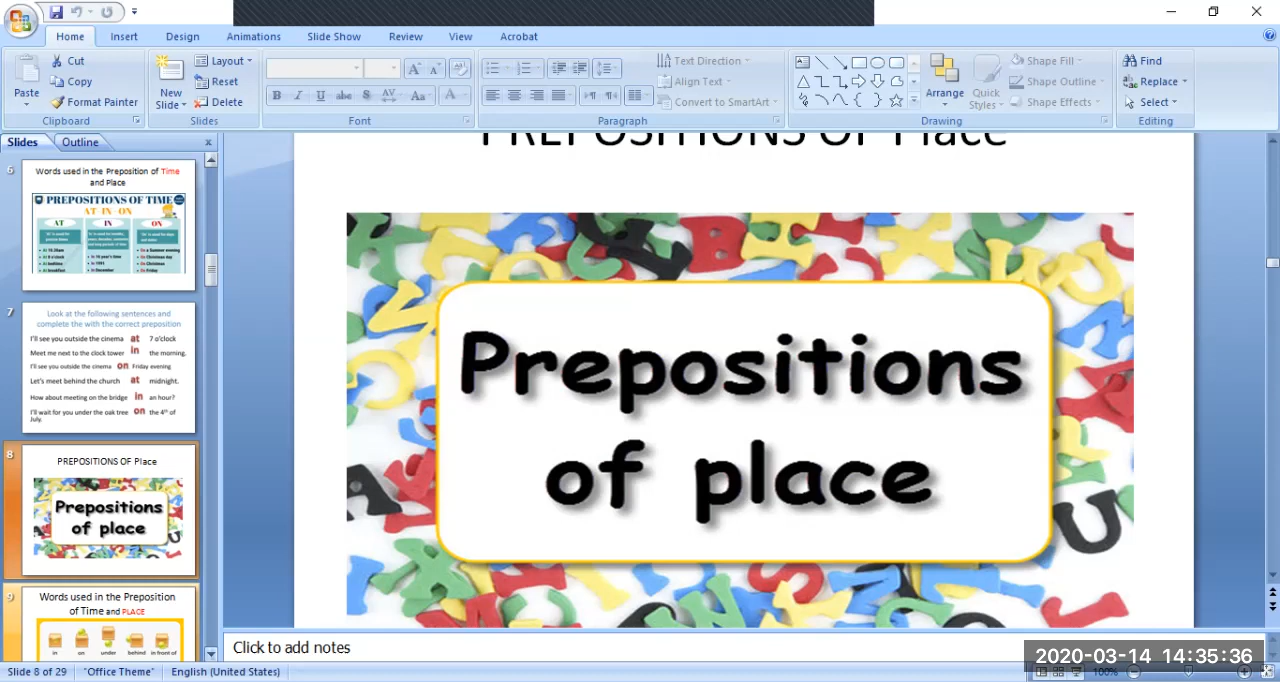 Home Insert Design Animations Slide Show Review View Acrobat
Paste
Cut
Copy
Format Painter
Clipboard
New
Slide
Layout
Reset
Delete
Slides
Font
Text Direction
Align Text
Convert to SmartArt
Paragraph
Arrange
Quick
Styles
Shape Fill
Shape Outline
Shape Effects
Drawing
Find
Replace
Select
Editing
Slides Outline
6
Words used in the Preposition of Time
and Place
PREPOSITIONS OF TIME
AT IN ON
AT IN ON
7
Look at the following sentences and
complete the with the correct preposition
I'll see you outside the cinema at 7 o'clock
Meet me next to the clock tower in the morning.
I'll see you outside the cinema on Friday evening
Let's meet behind the church at midnight.
How about meeting on the bridge in an hour?
I'll wait for you under the oak tree on the 4th of
July.
8
PREPOSITIONS OF Place
Prepositions
of place
9
Words used in the Preposition
of Time and PLACE
in on under behind in front of
PREPOSITIONS OF Place
Prepositions
of place
Click to add notes
2020-03-14 14:35:36
Slide 8 of 29 "Office Theme" English (United States) 100%